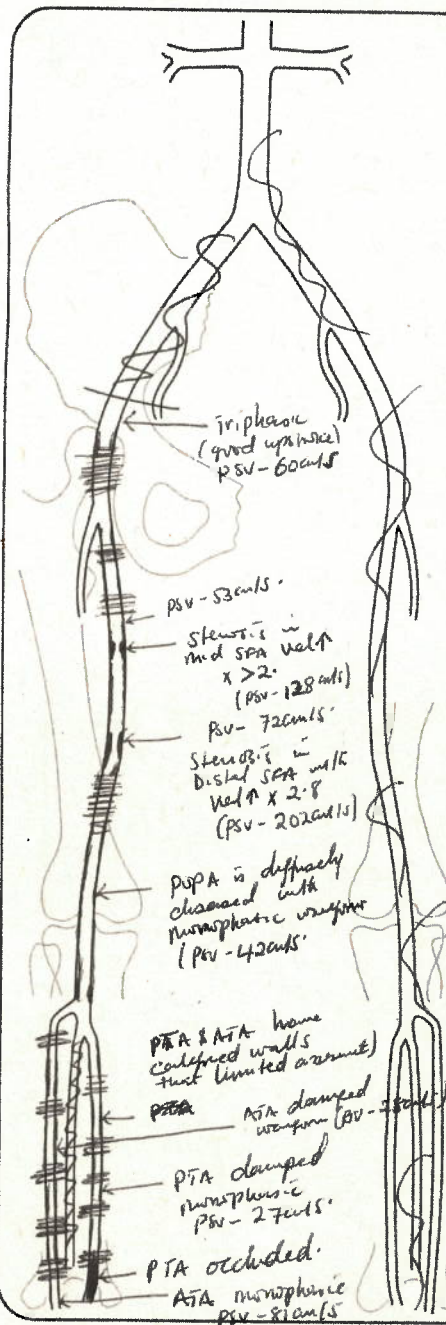 Triphasic
(good upstroke)
PSV - 60cm/s
PSV - 53cm/s.
Stenosis in
mid SFA vel↑
x >2.
(PSV - 128cm/s)
PSV - 72cm/s.
Stenosis in
Distal SFA with
Vel↑ x 2.8
(PSV - 202cm/s)
POPA is diffusely
diseased with
monophasic waveform
(PSV - 42cm/s.
PTA & ATA have
calcified walls
that limited assessment)
PTA
ATA damped
waveform
PTA damped
monophasic
PSV - 27cm/s.
PTA occluded.
ATA monophasic
PSV - 81cm/s